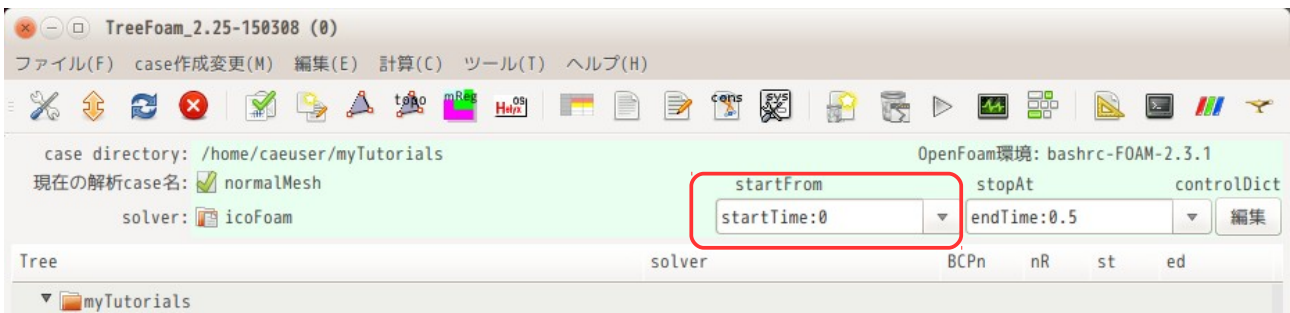 TreeFoam_2.25-150308 (0)
ファイル(F) case作成変更(M) 編集(E) 計算(C) ツール(T) ヘルプ(H)
topo mReg HelyxOS cons sys
case directory: /home/caeuser/myTutorials OpenFoam環境: bashrc-FOAM-2.3.1
現在の解析case名: normalMesh startFrom stopAt controlDict
solver: icoFoam startTime:0 endTime:0.5 編集
Tree solver BCPn nR st ed
myTutorials